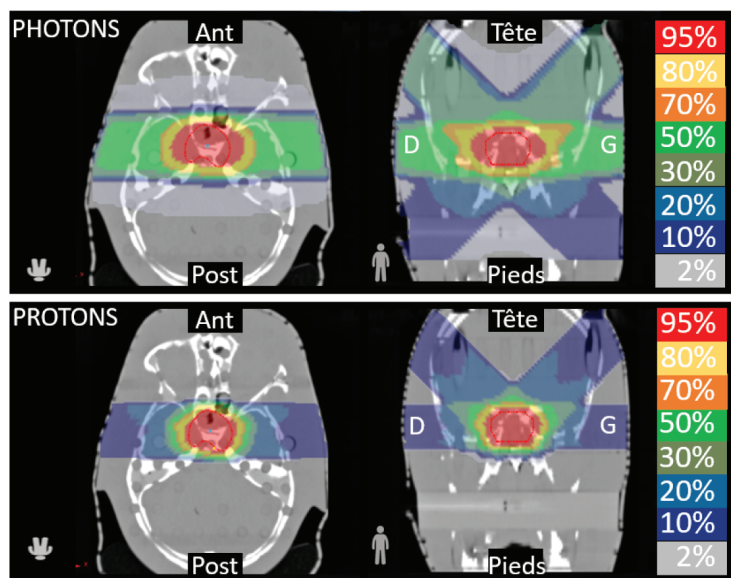 PHOTONS
Ant
Post
Tête
D
G
Pieds
95%
80%
70%
50%
30%
20%
10%
2%
PROTONS
Ant
Post
Tête
D
G
Pieds
95%
80%
70%
50%
30%
20%
10%
2%